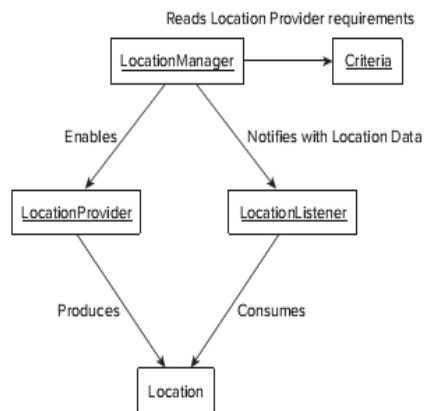 Reads Location Provider requirements
LocationManager
Criteria
Enables
Notifies with Location Data
LocationProvider
LocationListener
Produces
Consumes
Location